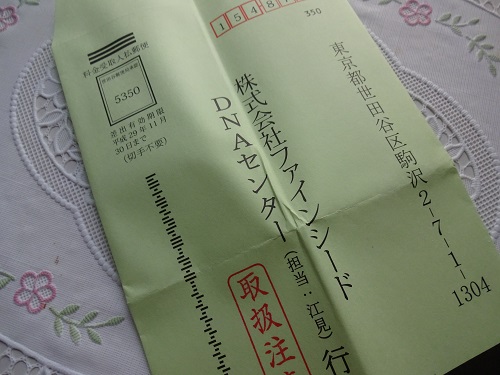 1548
350
東京都世田谷区駒沢2-7-1-1304
株式会社ファインシード
DNAセンター(担当:江見)行
取扱注
料金受取人払郵便
5350
差出有効期限
平成29年11月
30日まで
(切手不要)